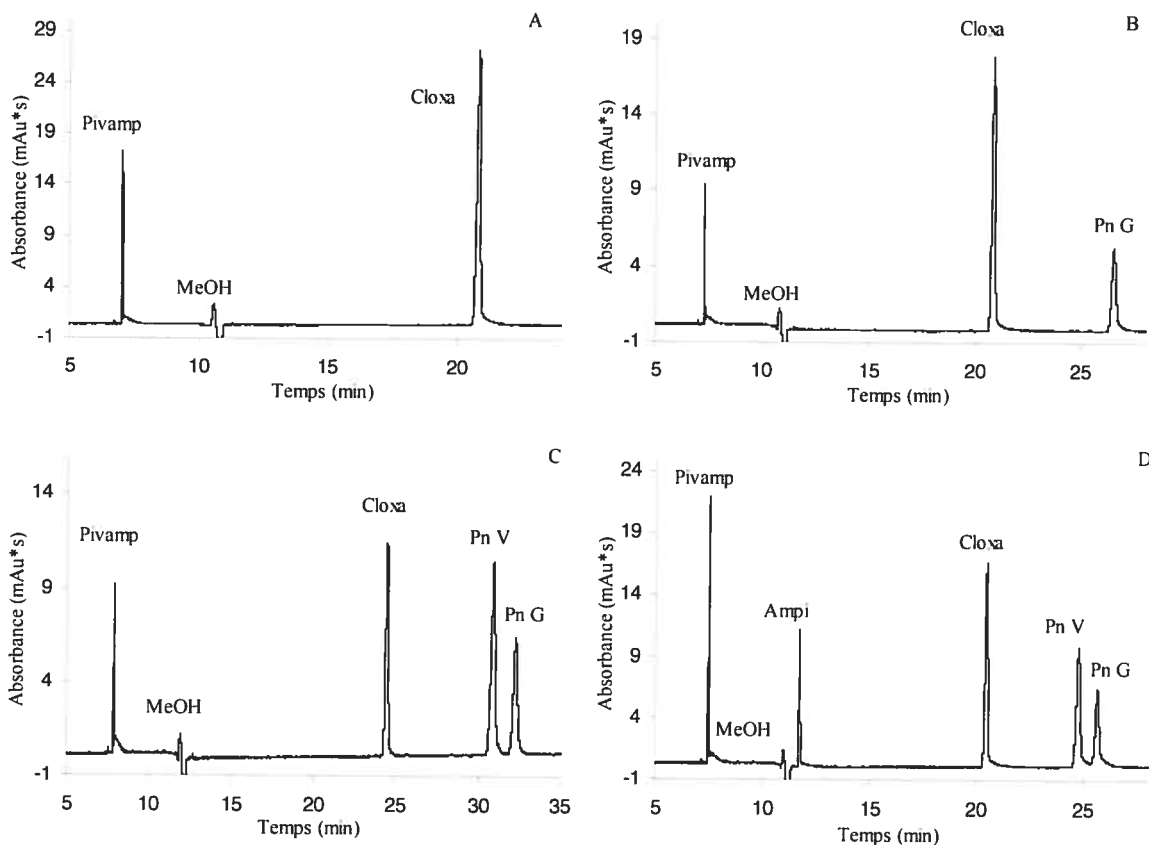 A
29
24
19
14
9
4
-1
Absorbance (mAu*s)
Pivamp
MeOH
Cloxa
5 10 15 20
Temps (min)
B
19
14
9
4
-1
Absorbance (mAu*s)
Pivamp
MeOH
Cloxa
Pn G
5 10 15 20 25
Temps (min)
C
14
9
4
-1
Absorbance (mAu*s)
Pivamp
MeOH
Cloxa
Pn V
Pn G
5 10 15 20 25 30 35
Temps (min)
D
24
19
14
9
4
-1
Absorbance (mAu*s)
Pivamp
MeOH
Ampi
Cloxa
Pn V
Pn G
5 10 15 20 25
Temps (min)